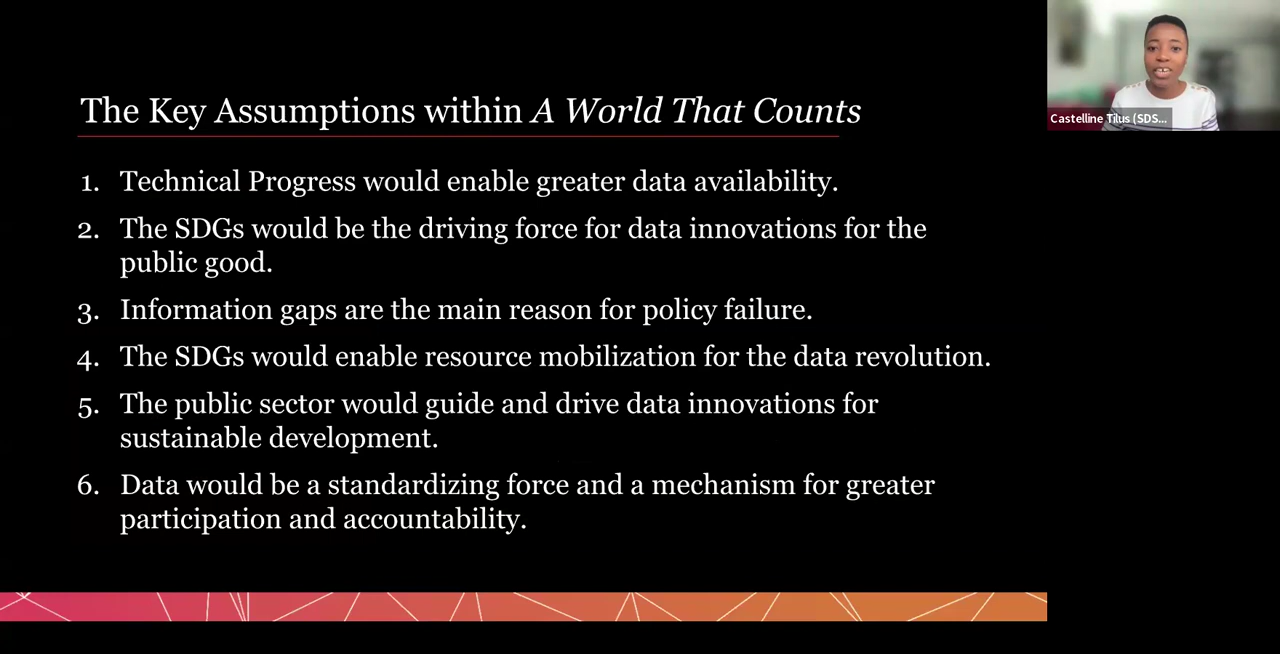 The Key Assumptions within A World That Counts
1. Technical Progress would enable greater data availability.
2. The SDGs would be the driving force for data innovations for the
public good.
3. Information gaps are the main reason for policy failure.
4. The SDGs would enable resource mobilization for the data revolution.
5. The public sector would guide and drive data innovations for
sustainable development.
6. Data would be a standardizing force and a mechanism for greater
participation and accountability.
Castelline Tilus (SDS...